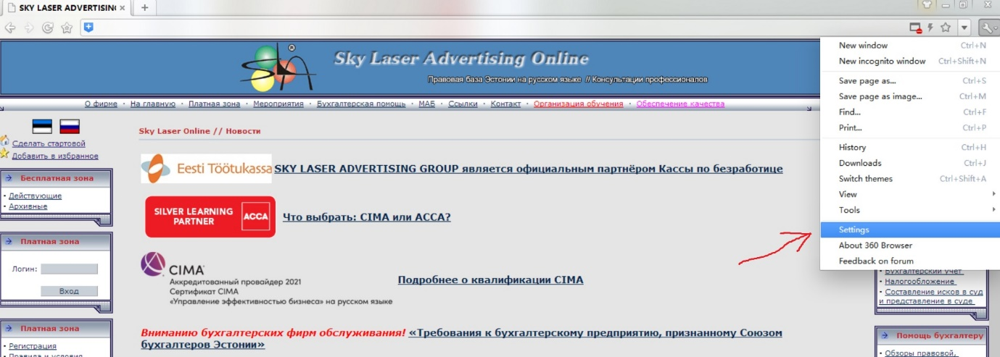 SKY LASER ADVERTISIN
Sky Laser Advertising Online
Правовая база Эстонии на русском языке // Консультации профессионалов
О фирме · На главную · Платная зона · Мероприятия · Бухгалтерская помощь · МАБ · Ссылки · Контакт · Организация обучения · Обеспечение качества
Сделать стартовой
Добавить в избранное
Бесплатная зона
• Действующие
• Архивные
Платная зона
Логин:
Вход
Платная зона
• Регистрация
• Правила и условия
Sky Laser Online // Новости
Eesti Töötukassa SKY LASER ADVERTISING GROUP является официальным партнёром Кассы по безработице
SILVER LEARNING
PARTNER
ACCA
Что выбрать: CIMA или ACCA?
CIMA
Аккредитованный провайдер 2021
Сертификат CIMA
«Управление эффективностью бизнеса» на русском языке
Подробнее о квалификации CIMA
Вниманию бухгалтерских фирм обслуживания! «Требования к бухгалтерскому предприятию, признанному Союзом
бухгалтеров Эстонии»
New window Ctrl+N
New incognito window Ctrl+Shift+N
Save page as... Ctrl+S
Save page as image... Ctrl+M
Find... Ctrl+F
Print... Ctrl+P
History Ctrl+H
Downloads Ctrl+J
Switch themes Ctrl+Shift+A
View
Tools
Settings
About 360 Browser
Feedback on forum
• Бухгалтерский учет
• Налогообложение
• Составление исков в суд
и представление в суде
Помощь бухгалтеру
• Обзоры правовой,